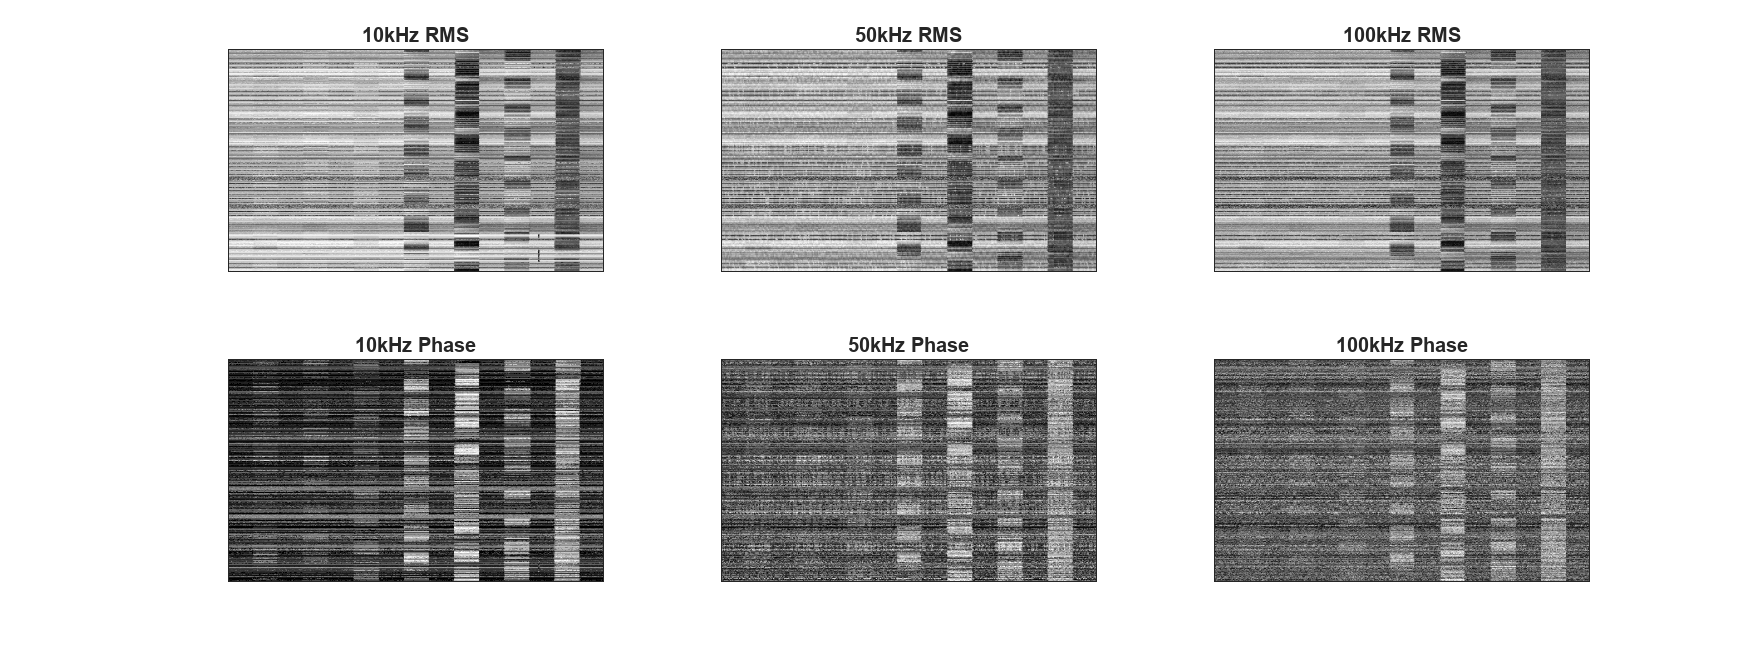 10kHz RMS
50kHz RMS
100kHz RMS
10kHz Phase
50kHz Phase
100kHz Phase